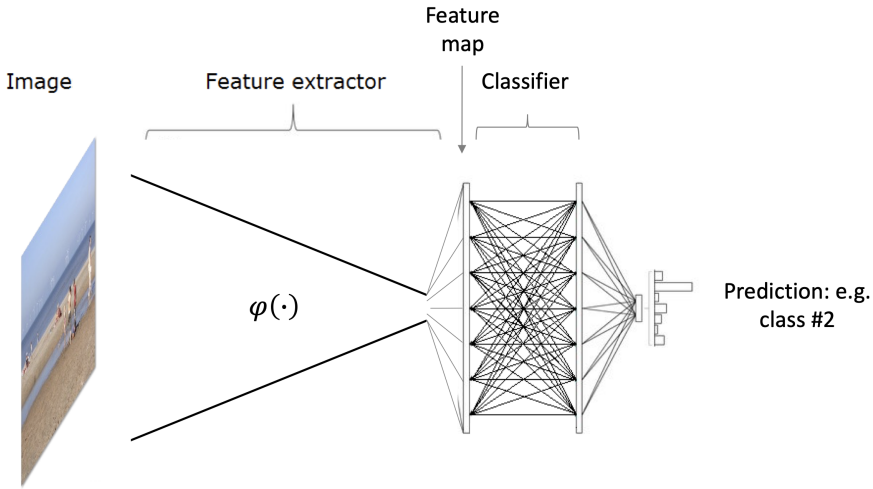 Feature
map
Image
Feature extractor
Classifier
φ(·)
Prediction: e.g.
class #2